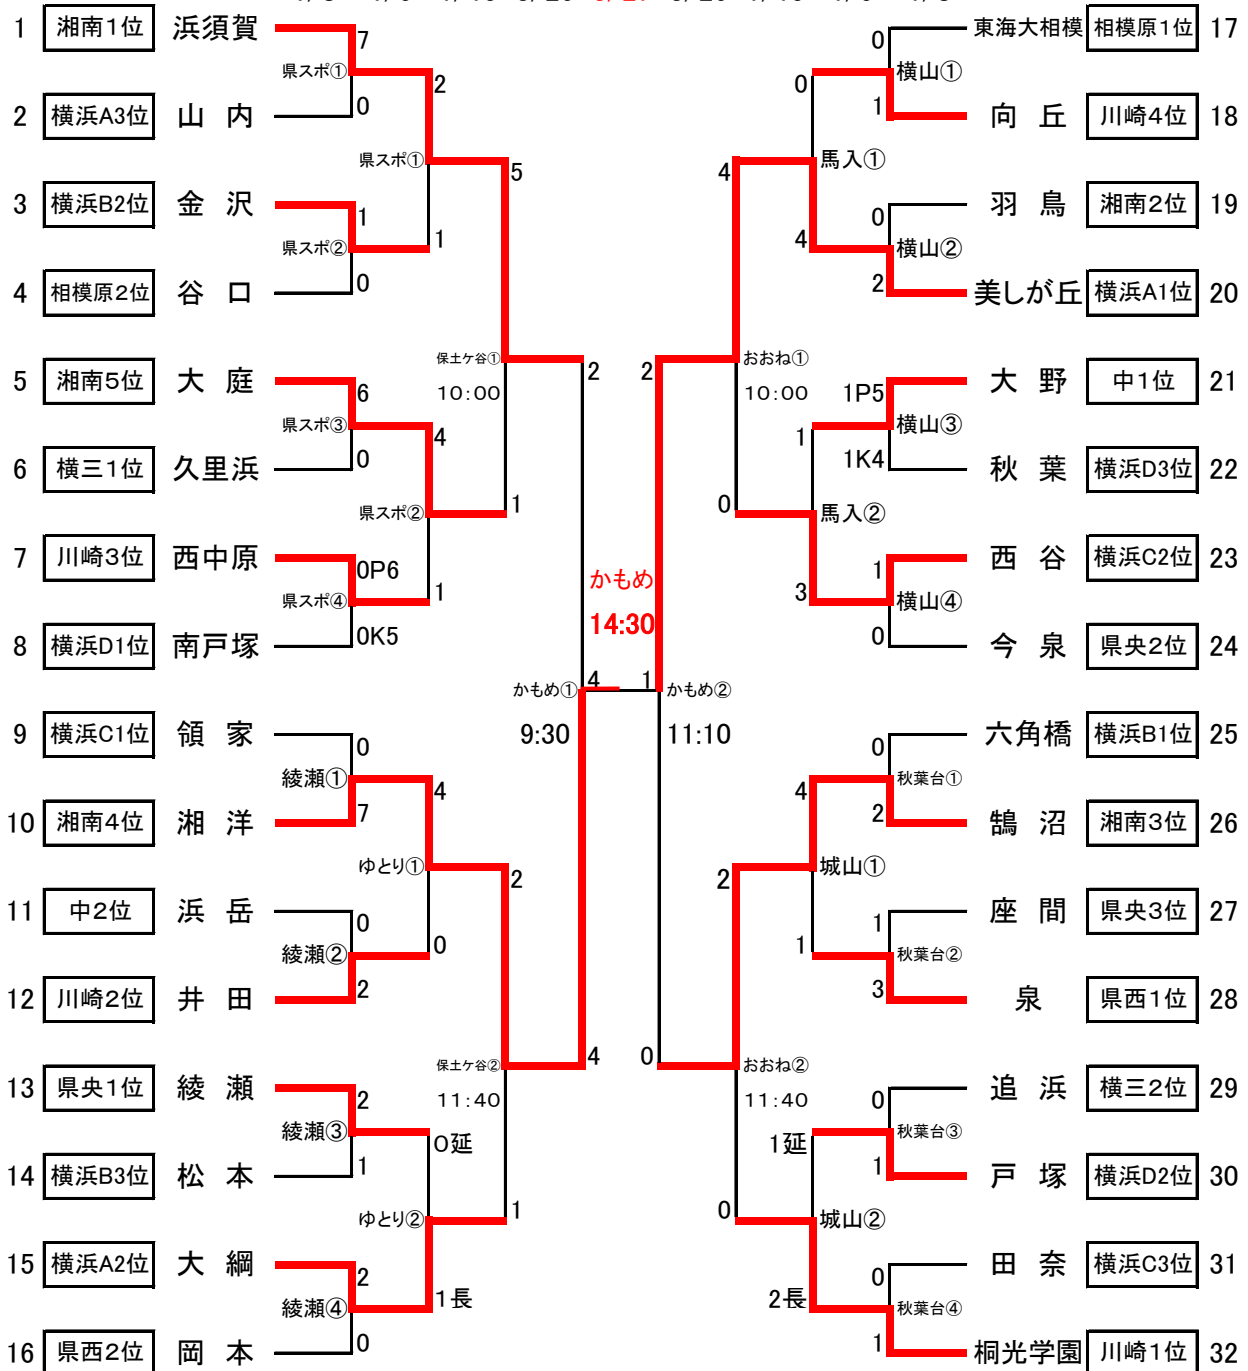 1 湘南1位 浜須賀 7 0 東海大相模 相模原1位 17
県スポ① 2 0 横山①
2 横浜A3位 山内 0 1 向丘 川崎4位 18
県スポ① 5 4 馬入①
3 横浜B2位 金沢 1 0 羽鳥 湘南2位 19
県スポ② 1 4 横山②
4 相模原2位 谷口 0 2 美しが丘 横浜A1位 20
保土ケ谷① 2 2 おおね①
5 湘南5位 大庭 6 10:00 10:00 1P5 大野 中1位 21
県スポ③ 4 1 横山③
6 横三1位 久里浜 0 1K4 秋葉 横浜D3位 22
県スポ② 1 0 馬入②
7 川崎3位 西中原 0P6 かもめ 1 西谷 横浜C2位 23
県スポ④ 1 3 横山④
8 横浜D1位 南戸塚 0K5 14:30 0 今泉 県央2位 24
かもめ① 4 1 かもめ②
9 横浜C1位 領家 0 9:30 11:10 0 六角橋 横浜B1位 25
綾瀬① 4 4 秋葉台①
10 湘南4位 湘洋 7 2 鵠沼 湘南3位 26
ゆとり① 2 2 城山①
11 中2位 浜岳 0 1 座間 県央3位 27
綾瀬② 0 1 秋葉台②
12 川崎2位 井田 2 3 泉 県西1位 28
保土ケ谷② 4 0 おおね②
13 県央1位 綾瀬 2 11:40 11:40 0 追浜 横三2位 29
綾瀬③ 0延 1延 秋葉台③
14 横浜B3位 松本 1 1 戸塚 横浜D2位 30
ゆとり② 1 0 城山②
15 横浜A2位 大綱 2 0 田奈 横浜C3位 31
綾瀬④ 1長 2長 秋葉台④
16 県西2位 岡本 0 1 桐光学園 川崎1位 32